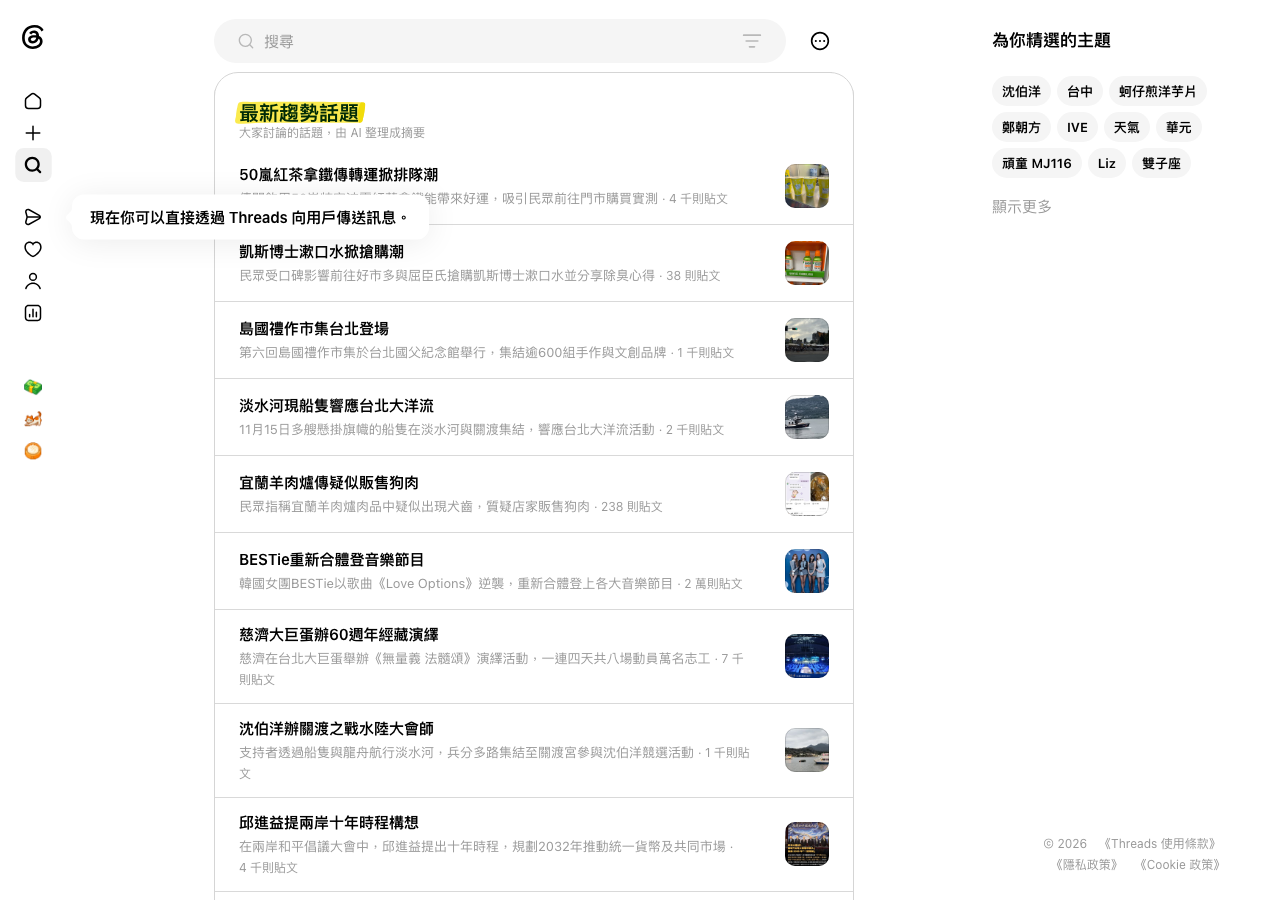 搜尋
最新趨勢話題
大家討論的話題，由 AI 整理成摘要
50嵐紅茶拿鐵傳轉運掀排隊潮
能帶來好運，吸引民眾前往門市購買實測 · 4 千則貼文
現在你可以直接透過 Threads 向用戶傳送訊息。
凱斯博士漱口水掀搶購潮
民眾受口碑影響前往好市多與屈臣氏搶購凱斯博士漱口水並分享除臭心得 · 38 則貼文
島國禮作市集台北登場
第六回島國禮作市集於台北國父紀念館舉行，集結逾600組手作與文創品牌 · 1 千則貼文
淡水河現船隻響應台北大洋流
11月15日多艘懸掛旗幟的船隻在淡水河與關渡集結，響應台北大洋流活動 · 2 千則貼文
宜蘭羊肉爐傳疑似販售狗肉
民眾指稱宜蘭羊肉爐肉品中疑似出現犬齒，質疑店家販售狗肉 · 238 則貼文
BESTie重新合體登音樂節目
韓國女團BESTie以歌曲《Love Options》逆襲，重新合體登上各大音樂節目 · 2 萬則貼文
慈濟大巨蛋辦60週年經藏演繹
慈濟在台北大巨蛋舉辦《無量義 法髓頌》演繹活動，一連四天共八場動員萬名志工 · 7 千
則貼文
沈伯洋辦關渡之戰水陸大會師
支持者透過船隻與龍舟航行淡水河，兵分多路集結至關渡宮參與沈伯洋競選活動 · 1 千則貼
文
邱進益提兩岸十年時程構想
在兩岸和平倡議大會中，邱進益提出十年時程，規劃2032年推動統一貨幣及共同市場 ·
4 千則貼文
為你精選的主題
沈伯洋 台中 蚵仔煎洋芋片
鄭朝方 IVE 天氣 華元
頑童 MJ116 Liz 雙子座
顯示更多
© 2026 《Threads 使用條款》
《隱私政策》 《Cookie 政策》